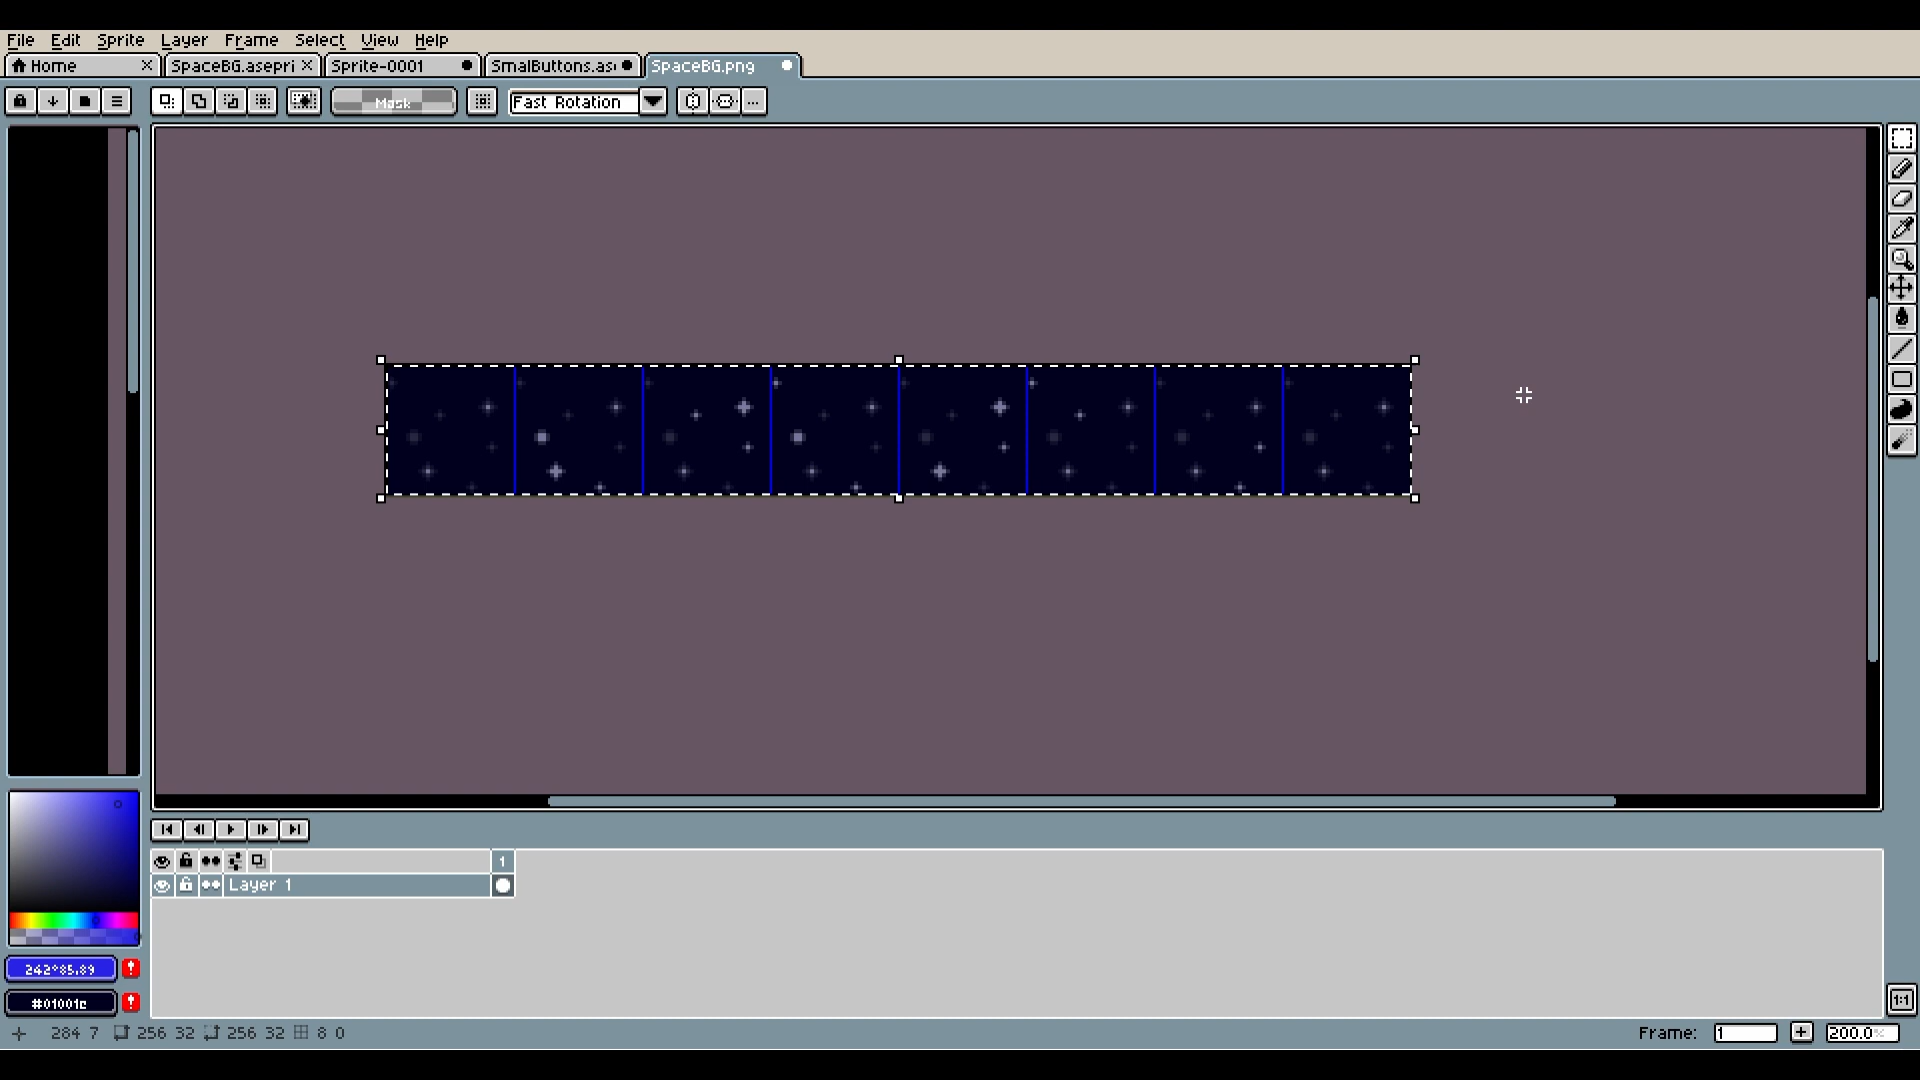 File Edit Sprite Layer Frame Select View Help
Home SpaceBG.asepri Sprite-0001 SmalButtons.as SpaceBG.png
Mask Fast Rotation ...
1
Layer 1
242°85.89
#01001c
284 7 256 32 256 32 8 0 Frame: 1 + 200.0%
1:1